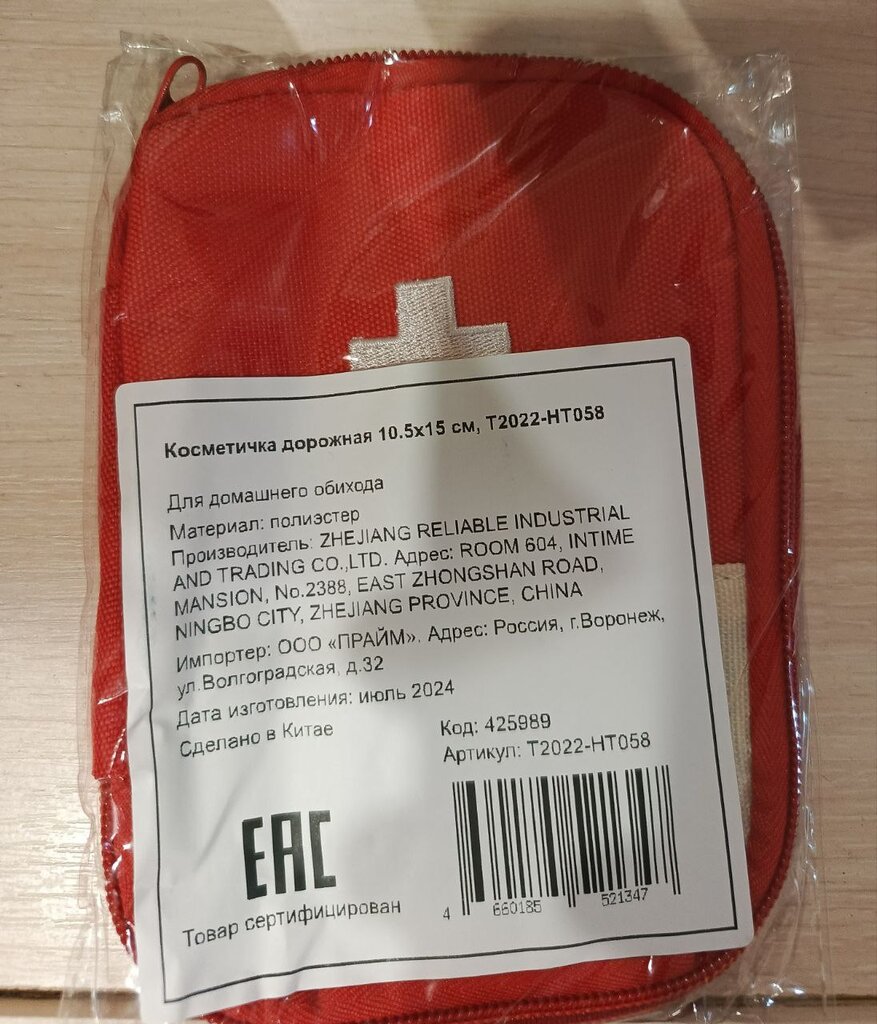 Косметичка дорожная 10.5х15 см, T2022-HT058
Для домашнего обихода
Материал: полиэстер
Производитель: ZHEJIANG RELIABLE INDUSTRIAL
AND TRADING CO.,LTD. Адрес: ROOM 604, INTIME
MANSION, No.2388, EAST ZHONGSHAN ROAD,
NINGBO CITY, ZHEJIANG PROVINCE, CHINA
Импортер: ООО «ПРАЙМ». Адрес: Россия, г.Воронеж,
ул.Волгоградская, д.32
Дата изготовления: июль 2024
Сделано в Китае
Код: 425989
Артикул: T2022-HT058
EAC
Товар сертифицирован
4 660185 521347